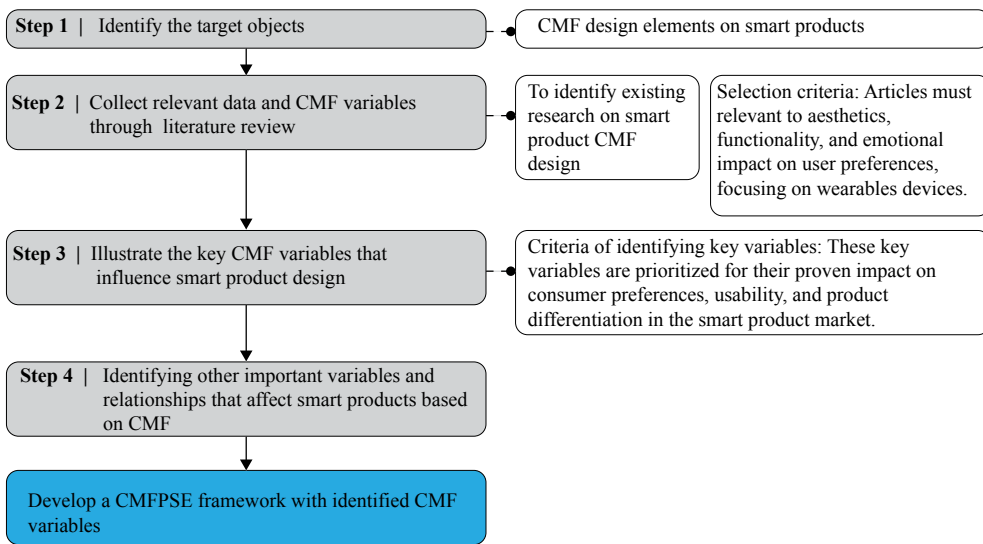 Step 1 | Identify the target objects
CMF design elements on smart products
Step 2 | Collect relevant data and CMF variables
through literature review
To identify existing
research on smart
product CMF
design
Selection criteria: Articles must
relevant to aesthetics,
functionality, and emotional
impact on user preferences,
focusing on wearables devices.
Step 3 | Illustrate the key CMF variables that
influence smart product design
Criteria of identifying key variables: These key
variables are prioritized for their proven impact on
consumer preferences, usability, and product
differentiation in the smart product market.
Step 4 | Identifying other important variables and
relationships that affect smart products based
on CMF
Develop a CMFPSE framework with identified CMF
variables